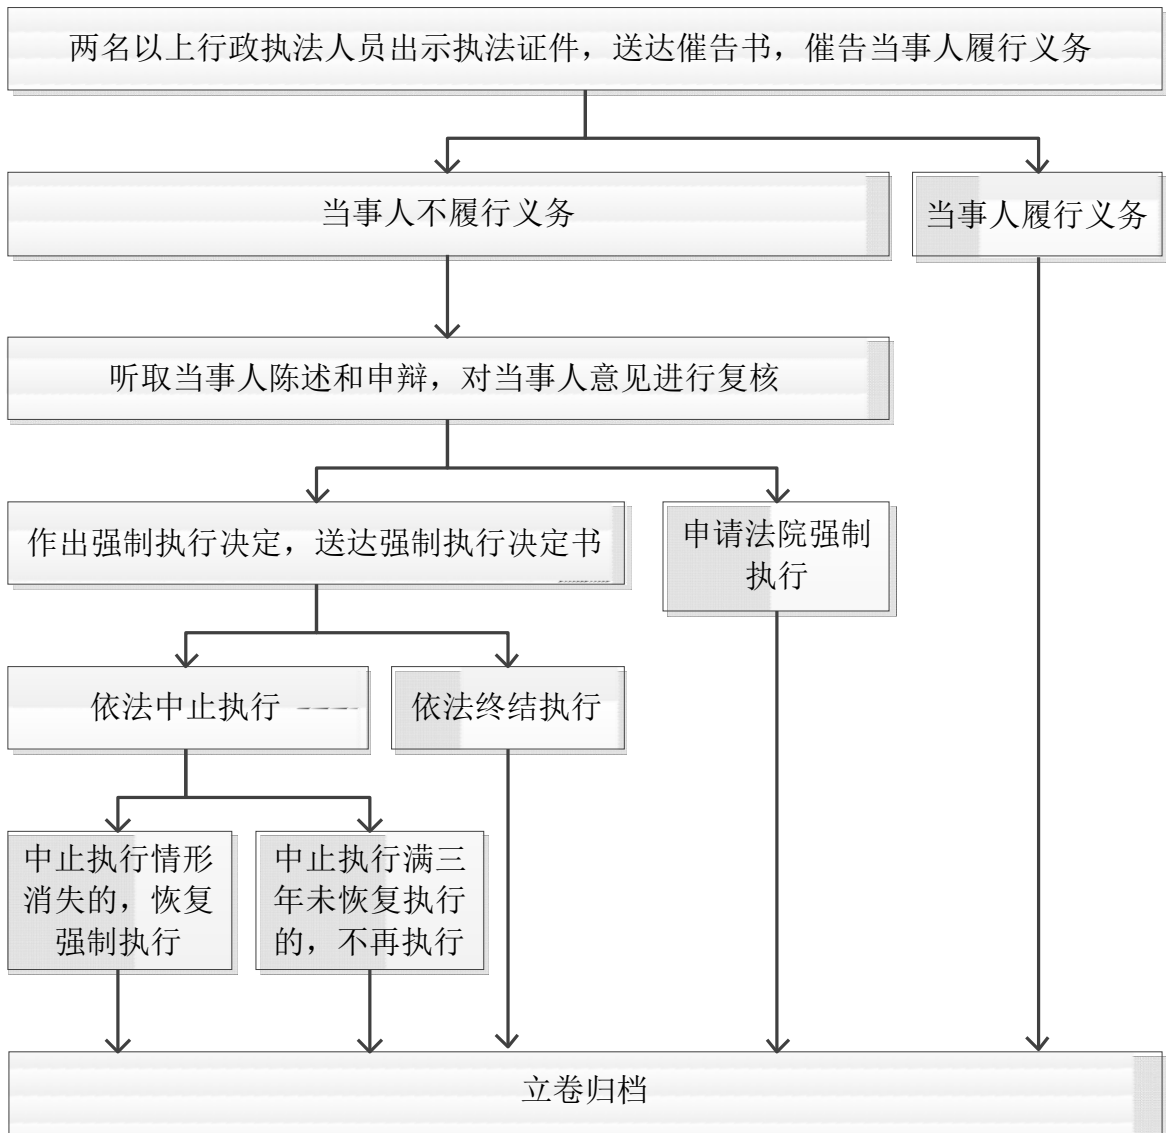 两名以上行政执法人员出示执法证件，送达催告书，催告当事人履行义务
当事人不履行义务
当事人履行义务
听取当事人陈述和申辩，对当事人意见进行复核
作出强制执行决定，送达强制执行决定书
申请法院强制
执行
依法中止执行
依法终结执行
中止执行情形
消失的，恢复
强制执行
中止执行满三
年未恢复执行
的，不再执行
立卷归档